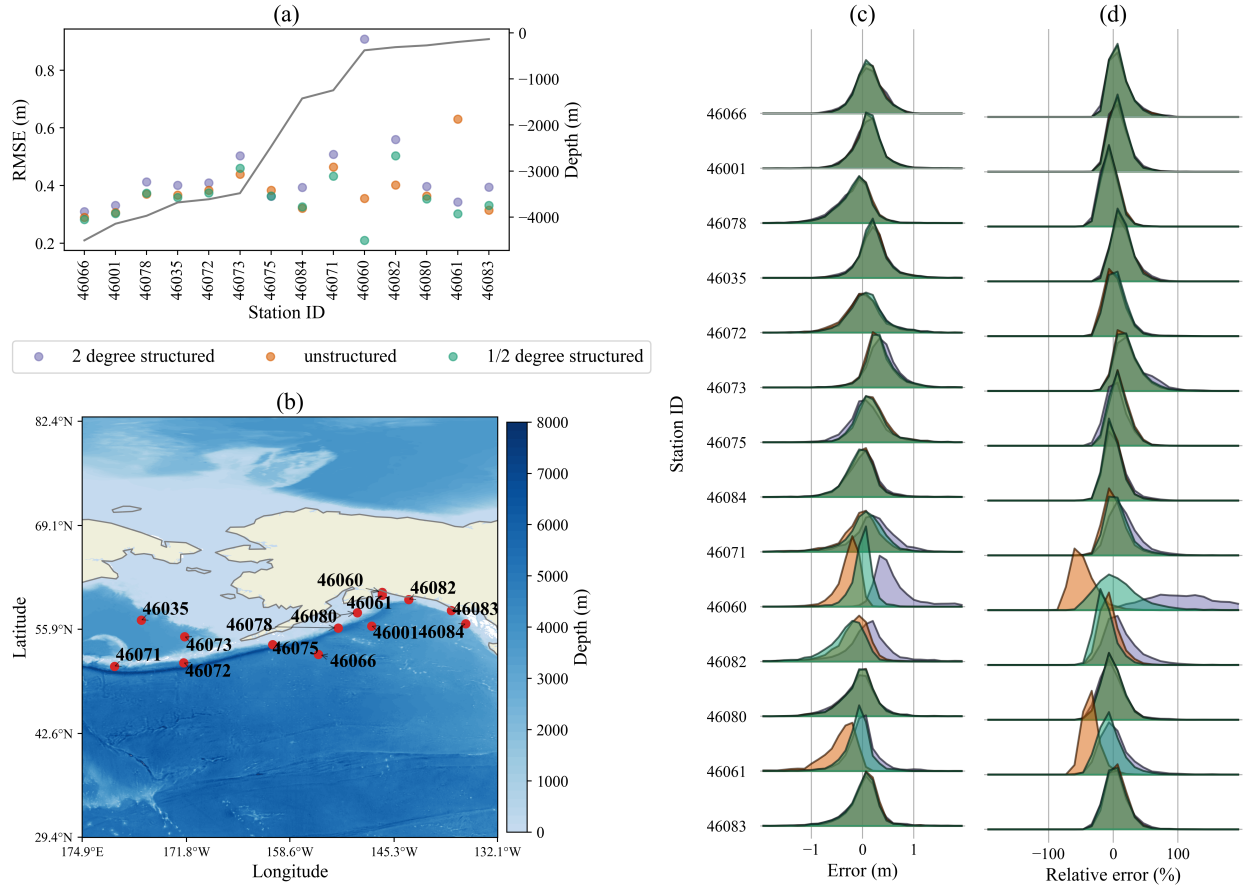 (a)
RMSE (m)
0.8
0.6
0.4
0.2
0
−1000
−2000
−3000
−4000
Depth (m)
46066
46001
46078
46035
46072
46073
46075
46084
46071
46060
46082
46080
46061
46083
Station ID
2 degree structured
unstructured
1/2 degree structured
(b)
Latitude
82.4°N
69.1°N
55.9°N
42.6°N
29.4°N
46060
46082
46035
46061
46083
46078
46080
46001
46084
46073
46071
46075
46072
46066
174.9°E
171.8°W
158.6°W
145.3°W
132.1°W
Longitude
8000
7000
6000
5000
4000
3000
2000
1000
0
Depth (m)
(c)
Station ID
46066
46001
46078
46035
46072
46073
46075
46084
46071
46060
46082
46080
46061
46083
−1
0
1
Error (m)
(d)
−100
0
100
Relative error (%)